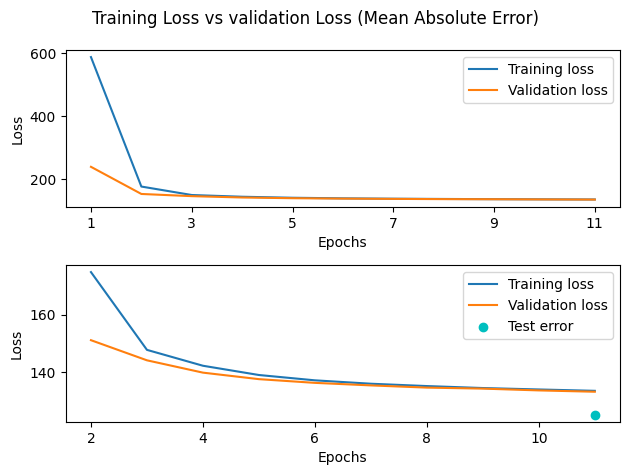 Training Loss vs validation Loss (Mean Absolute Error)
600
400
200
Loss
Training loss
Validation loss
1 3 5 7 9 11
Epochs
160
140
Loss
Training loss
Validation loss
Test error
2 4 6 8 10
Epochs